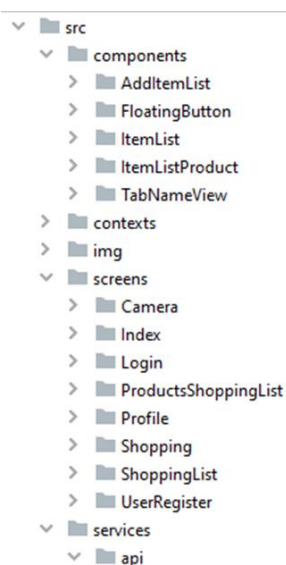 src
components
AddItemList
FloatingButton
ItemList
ItemListProduct
TabNameView
contexts
img
screens
Camera
Index
Login
ProductsShoppingList
Profile
Shopping
ShoppingList
UserRegister
services
api